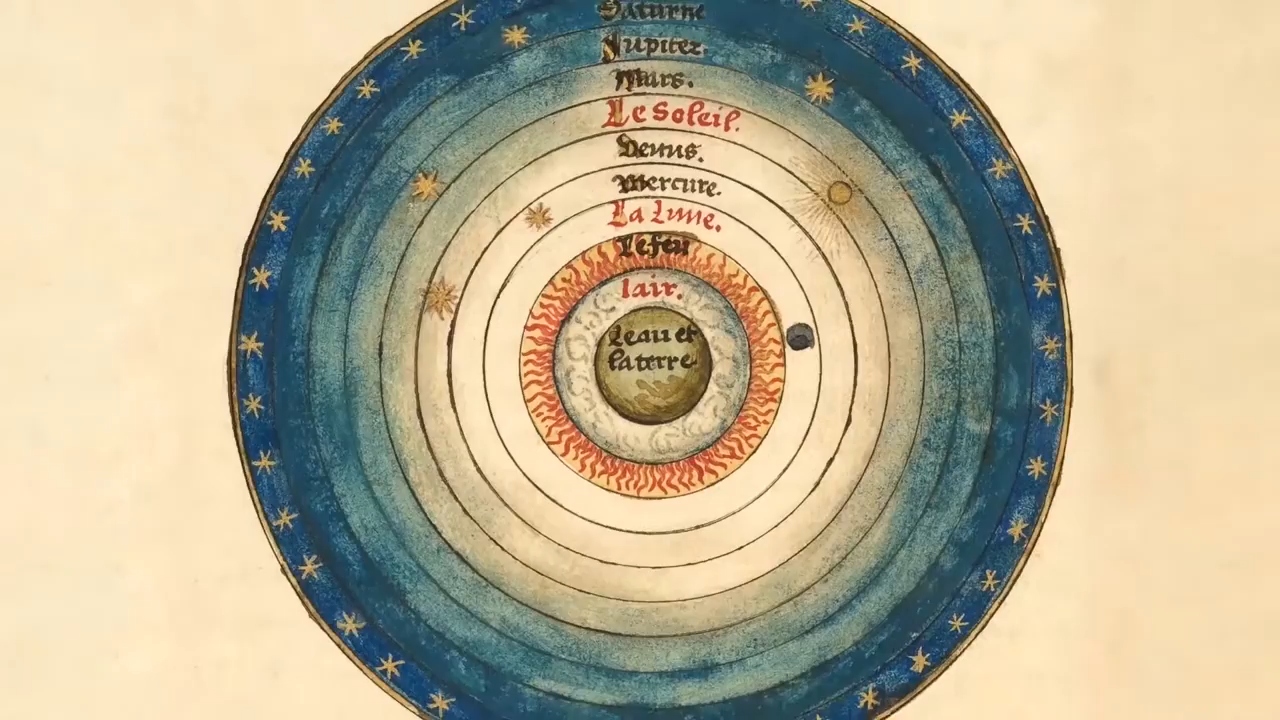 Saturne
Jupiter
Mars.
Le Soleil.
Venus.
Mercure.
La Lune.
Le feu
lair.
Leau et
la terre